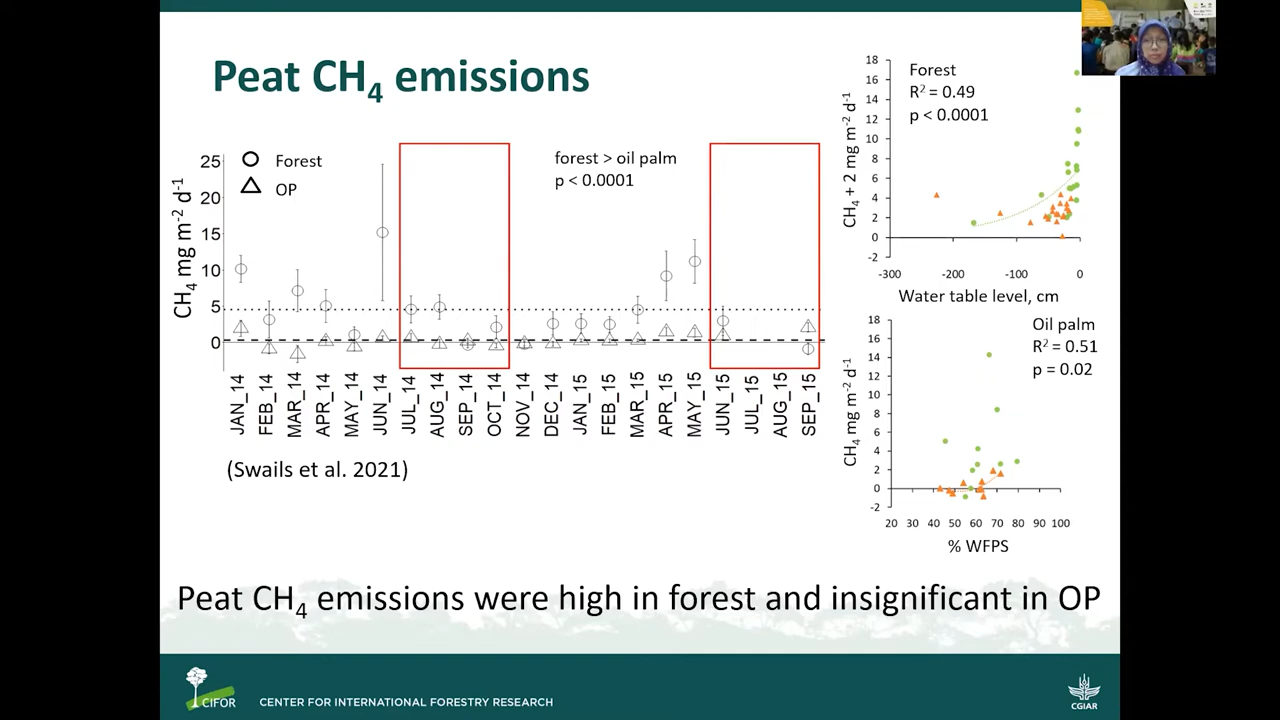 Peat CH4 emissions
CH4 mg m-2 d-1
25
20
15
10
5
0
Forest
OP
forest > oil palm
p < 0.0001
JAN_14
FEB_14
MAR_14
APR_14
MAY_14
JUN_14
JUL_14
AUG_14
SEP_14
OCT_14
NOV_14
DEC_14
JAN_15
FEB_15
MAR_15
APR_15
MAY_15
JUN_15
JUL_15
AUG_15
SEP_15
(Swails et al. 2021)
CH4 + 2 mg m-2 d-1
18
16
14
12
10
8
6
4
2
0
-2
Forest
R2 = 0.49
p < 0.0001
-300 -200 -100 0
Water table level, cm
CH4 mg m-2 d-1
18
16
14
12
10
8
6
4
2
0
-2
Oil palm
R2 = 0.51
p = 0.02
20 30 40 50 60 70 80 90 100
% WFPS
Peat CH4 emissions were high in forest and insignificant in OP
CIFOR
CENTER FOR INTERNATIONAL FORESTRY RESEARCH
CGIAR